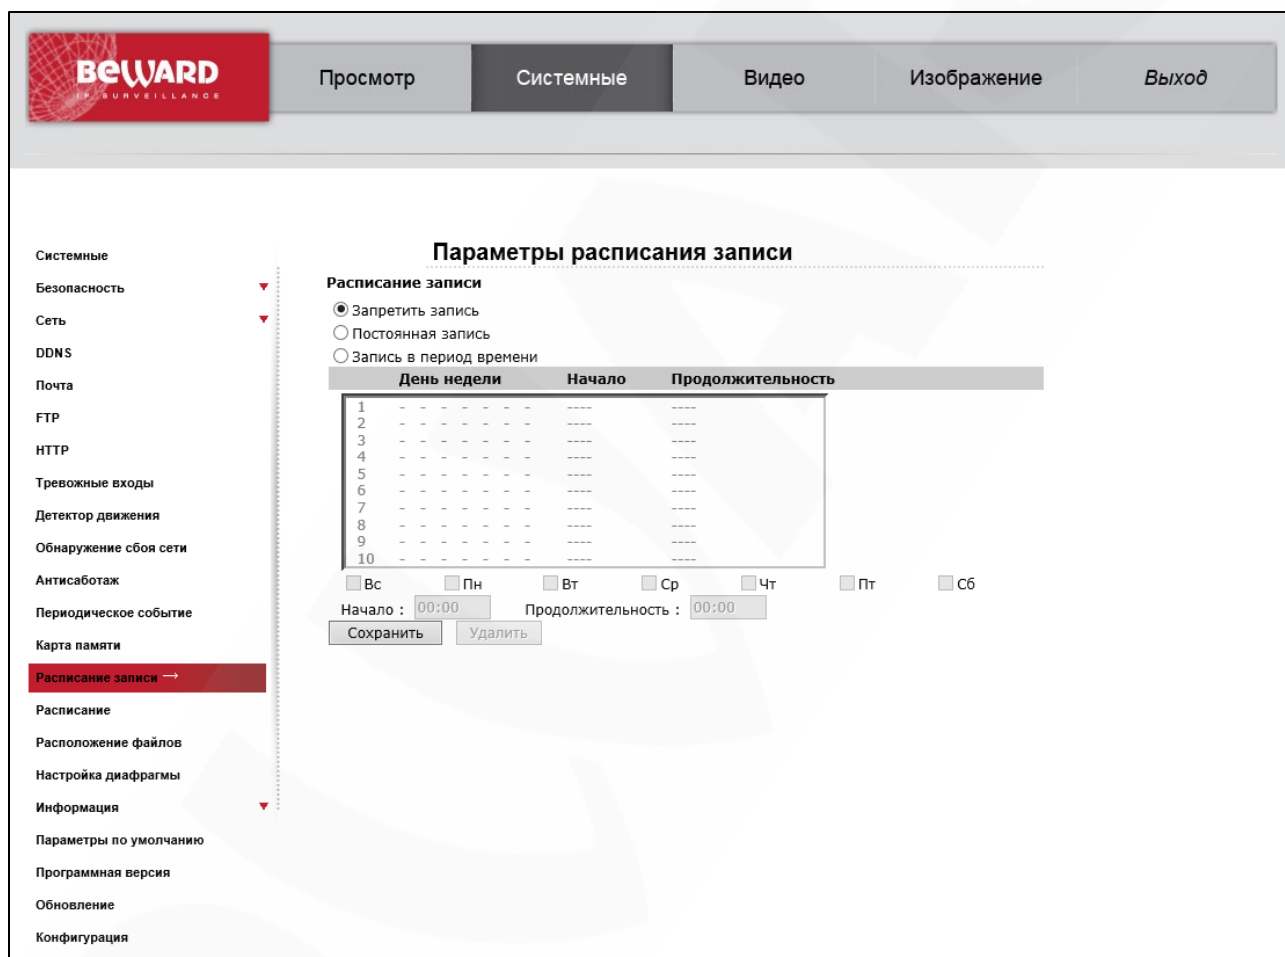 BEWARD
IP SURVEILLANCE
Просмотр
Системные
Видео
Изображение
Выход
Системные
Безопасность
Сеть
DDNS
Почта
FTP
HTTP
Тревожные входы
Детектор движения
Обнаружение сбоя сети
Антисаботаж
Периодическое событие
Карта памяти
Расписание записи →
Расписание
Расположение файлов
Настройка диафрагмы
Информация
Параметры по умолчанию
Программная версия
Обновление
Конфигурация
Параметры расписания записи
Расписание записи
Запретить запись
Постоянная запись
Запись в период времени
День недели Начало Продолжительность
1 - - - - - - - ---- ----
2 - - - - - - - ---- ----
3 - - - - - - - ---- ----
4 - - - - - - - ---- ----
5 - - - - - - - ---- ----
6 - - - - - - - ---- ----
7 - - - - - - - ---- ----
8 - - - - - - - ---- ----
9 - - - - - - - ---- ----
10 - - - - - - - ---- ----
Вс Пн Вт Ср Чт Пт Сб
Начало : 00:00 Продолжительность : 00:00
Сохранить Удалить